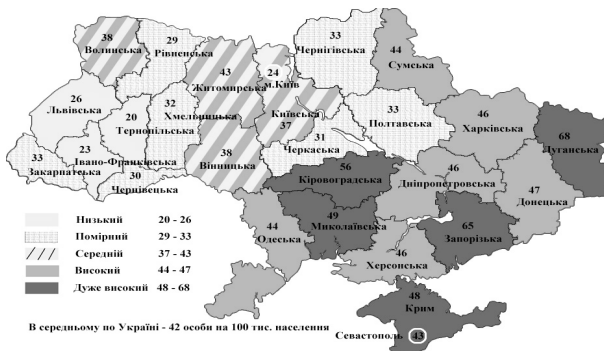 38
Волинська
29
Рівненська
43
Житомирська
24
м.Київ
Київська
37
33
Чернігівська
44
Сумська
26
Львівська
20
Тернопільська
32
Хмельницька
38
Вінницька
31
Черкаська
33
Полтавська
46
Харківська
68
Луганська
33
Закарпатська
23
Івано-Франківська
30
Чернівецька
56
Кіровоградська
46
Дніпропетровська
47
Донецька
44
Одеська
49
Миколаївська
65
Запорізька
46
Херсонська
48
Крим
Севастополь 43
Низький 20 - 26
Помірний 29 - 33
Середній 37 - 43
Високий 44 - 47
Дуже високий 48 - 68
В середньому по Україні - 42 особи на 100 тис. населення